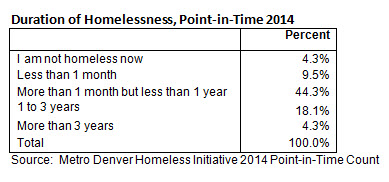 Duration of Homelessness, Point-in-Time 2014
Percent
I am not homeless now 4.3%
Less than 1 month 9.5%
More than 1 month but less than 1 year 44.3%
1 to 3 years 18.1%
More than 3 years 4.3%
Total 100.0%
Source: Metro Denver Homeless Initiative 2014 Point-in-Time Count